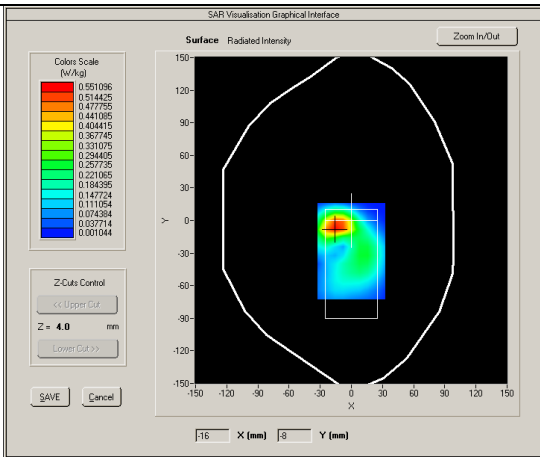 SAR Visualisation Graphical Interface
Surface Radiated Intensity
Zoom In/Out
Colors Scale
(W/kg)
0.551096
0.514425
0.477755
0.441085
0.404415
0.367745
0.331075
0.294405
0.257735
0.221065
0.184395
0.147724
0.111054
0.074384
0.037714
0.001044
Z-Cuts Control
<< Upper Cut
Z = 4.0 mm
Lower Cut >>
SAVE Cancel
150
120
90
60
30
0
-30
-60
-90
-120
-150
Y
-150 -120 -90 -60 -30 0 30 60 90 120 150
X
-16 X (mm) -8 Y (mm)